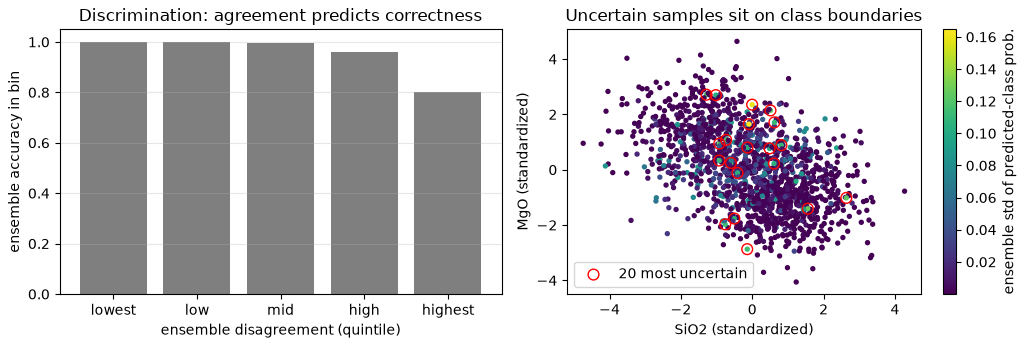 Discrimination: agreement predicts correctness
ensemble accuracy in bin
1.0
0.8
0.6
0.4
0.2
0.0
lowest low mid high highest
ensemble disagreement (quintile)
Uncertain samples sit on class boundaries
MgO (standardized)
4
2
0
−2
−4
20 most uncertain
−4 −2 0 2 4
SiO2 (standardized)
0.16
0.14
0.12
0.10
0.08
0.06
0.04
0.02
ensemble std of predicted-class prob.